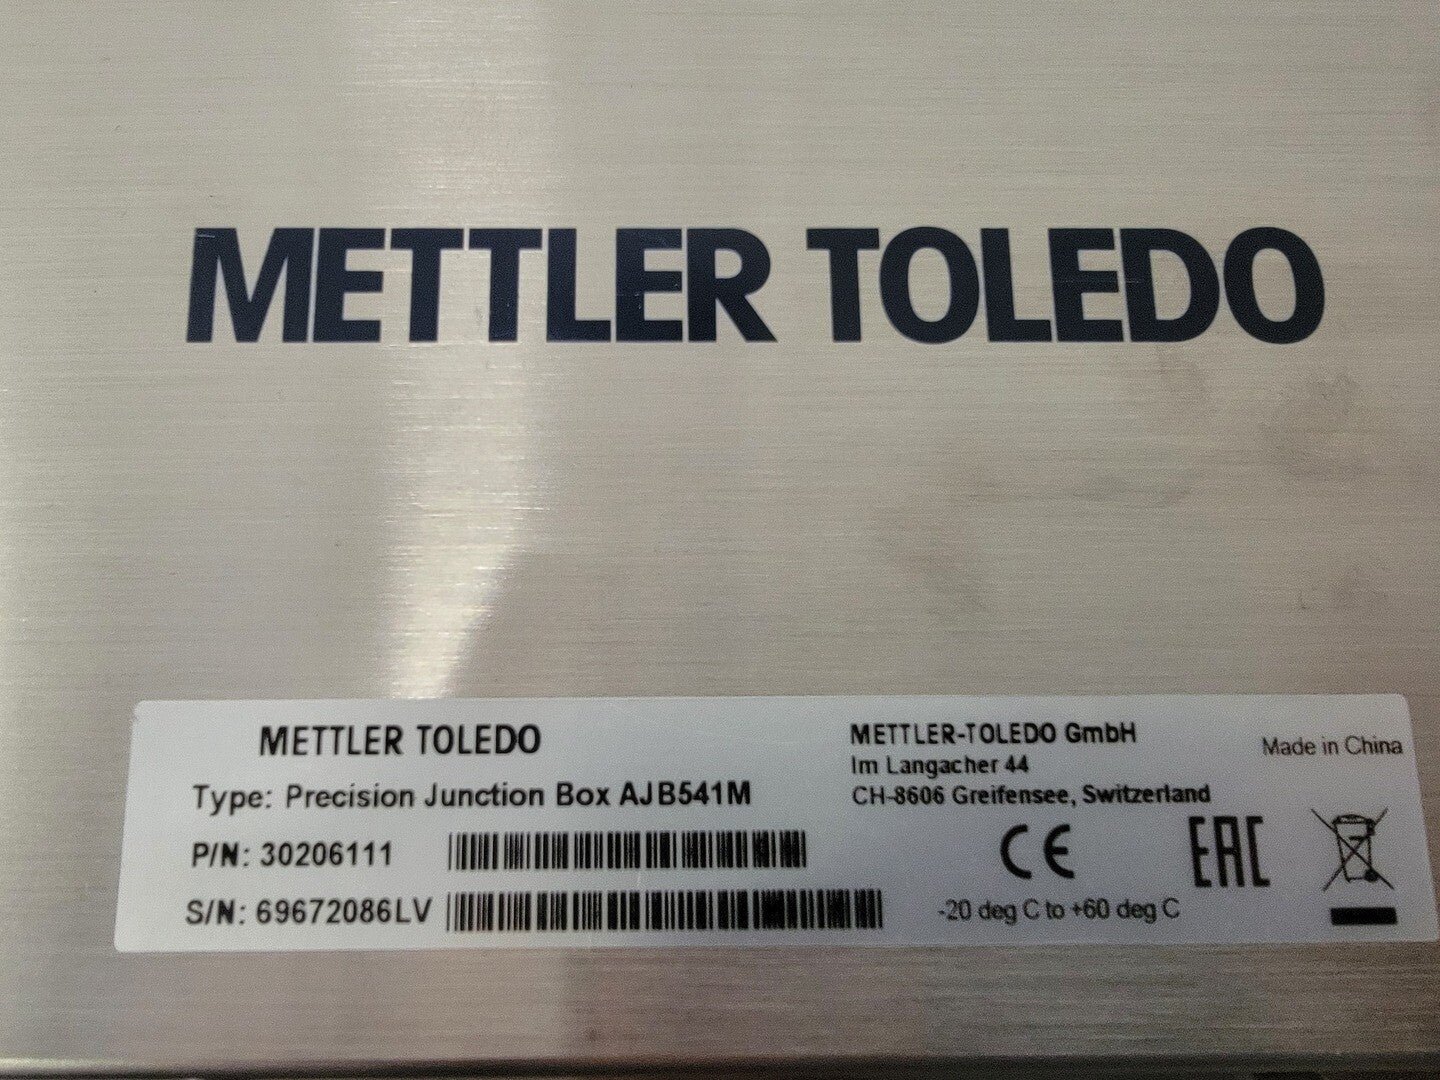 METTLER TOLEDO
METTLER TOLEDO
Type: Precision Junction Box AJB541M
P/N: 30206111
S/N: 69672086LV
METTLER-TOLEDO GmbH
Im Langacher 44
CH-8606 Greifensee, Switzerland
Made in China
CE
EAC
-20 deg C to +60 deg C